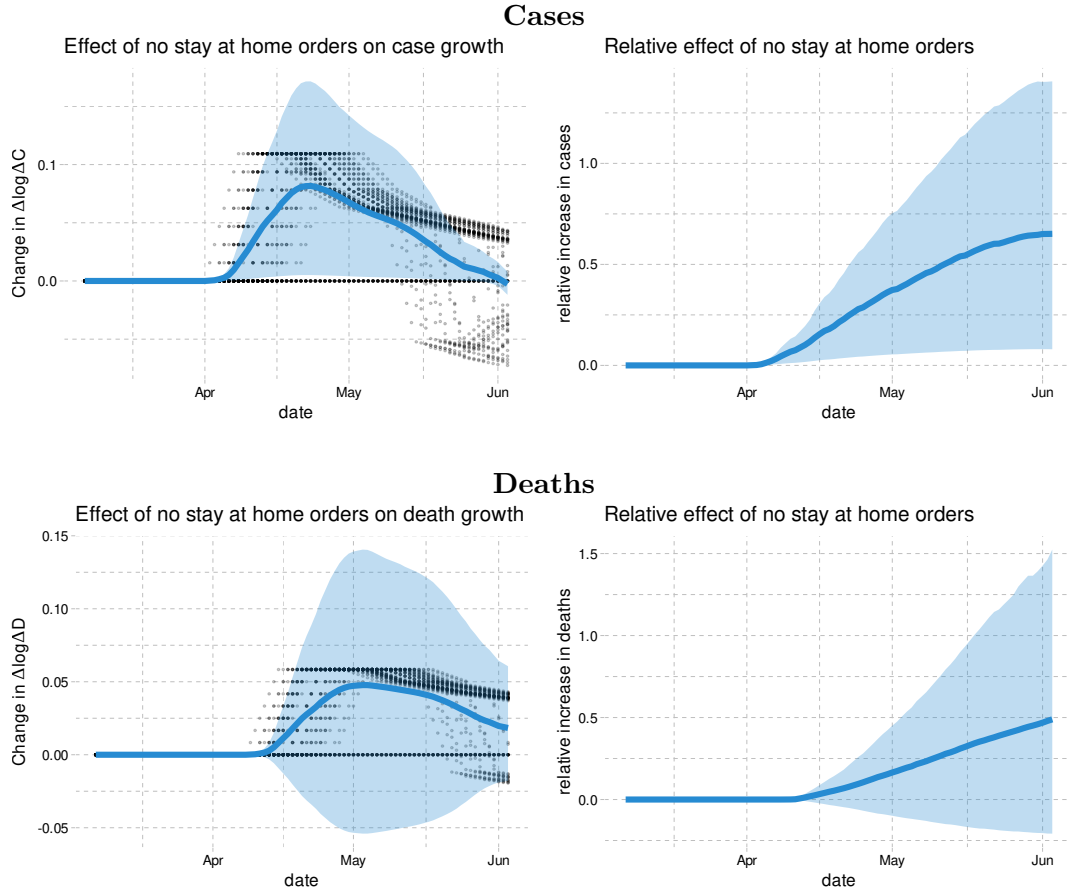 Cases
Effect of no stay at home orders on case growth
Change in ΔlogΔC
0.1
0.0
Apr
May
Jun
date
Relative effect of no stay at home orders
relative increase in cases
1.0
0.5
0.0
Apr
May
Jun
date
Deaths
Effect of no stay at home orders on death growth
Change in ΔlogΔD
0.15
0.10
0.05
0.00
-0.05
Apr
May
Jun
date
Relative effect of no stay at home orders
relative increase in deaths
1.5
1.0
0.5
0.0
Apr
May
Jun
date